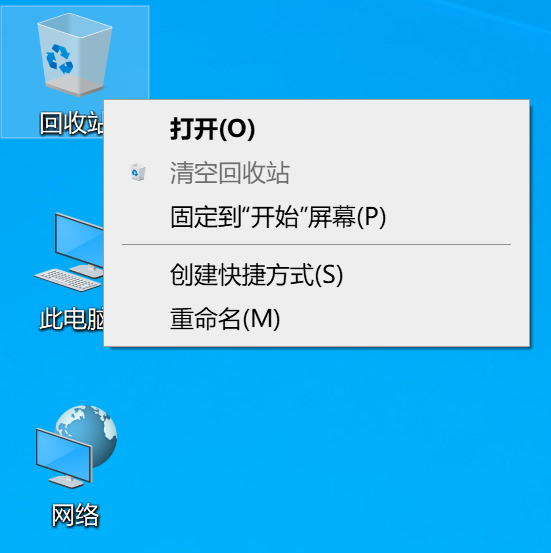 回收站
打开(O)
清空回收站
固定到“开始”屏幕(P)
创建快捷方式(S)
重命名(M)
此电脑
网络